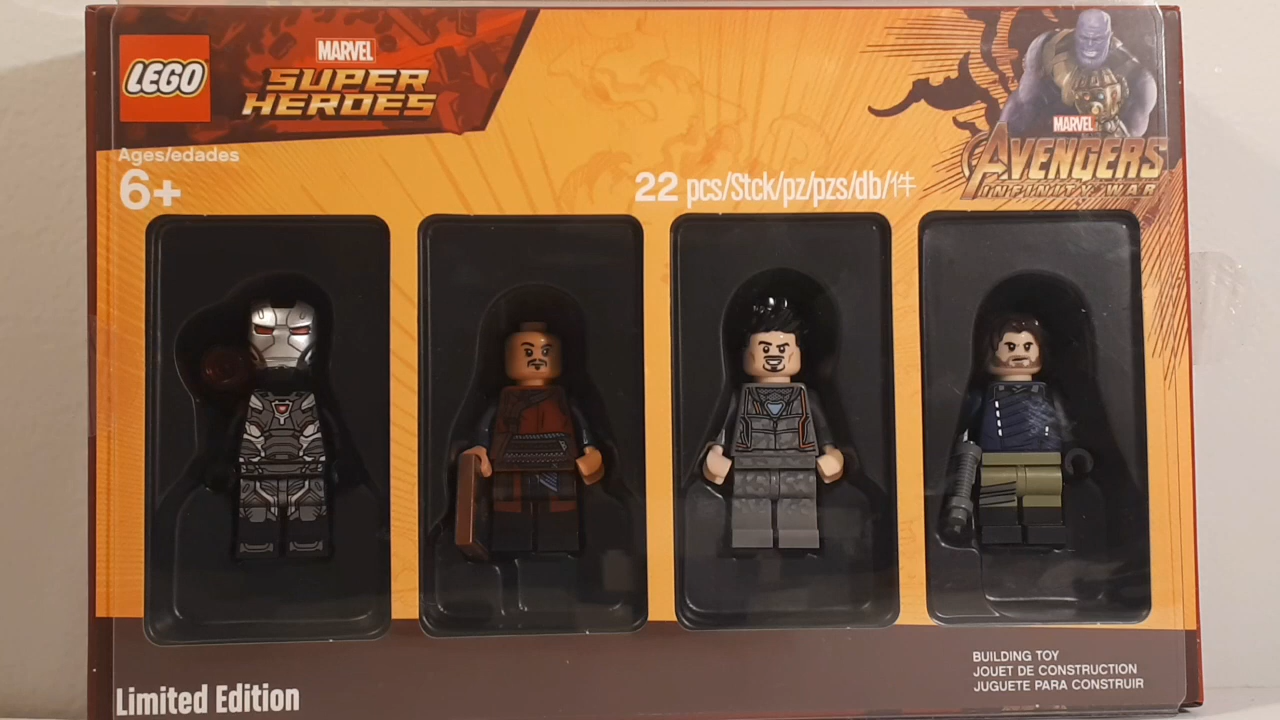 LEGO
MARVEL
SUPER
HEROES
MARVEL
AVENGERS
INFINITY WAR
Ages/edades
6+
22 pcs/Stck/pz/pzs/db/件
Limited Edition
BUILDING TOY
JOUET DE CONSTRUCTION
JUGUETE PARA CONSTRUIR